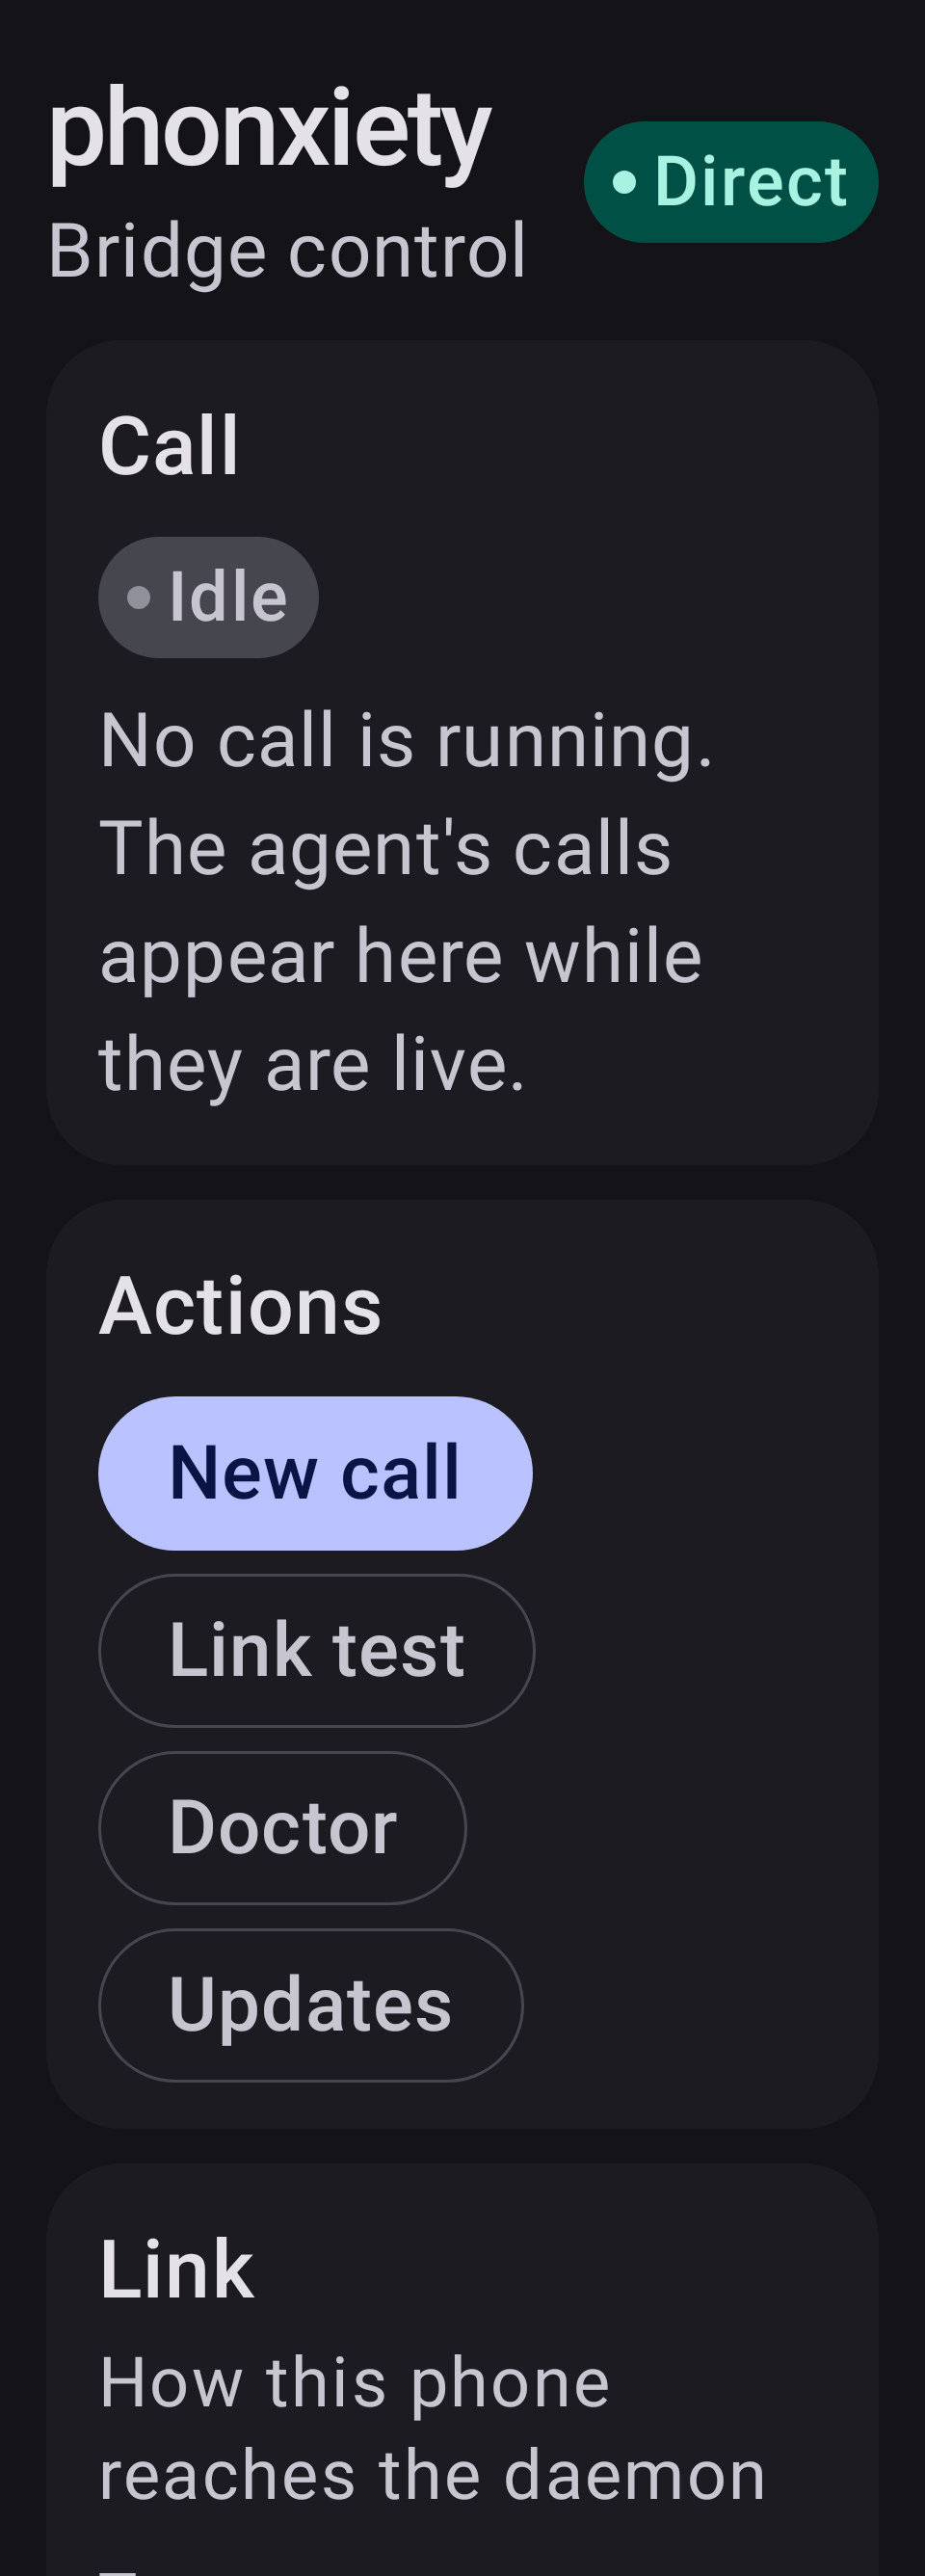 phonxiety
Bridge control
Direct
Call
Idle
No call is running.
The agent's calls
appear here while
they are live.
Actions
New call
Link test
Doctor
Updates
Link
How this phone
reaches the daemon